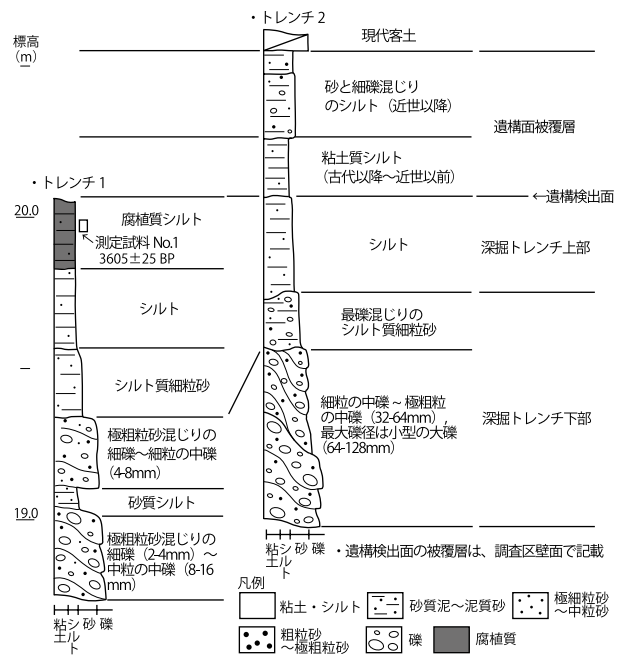 ・トレンチ2
標高
(m)
現代客土
砂と細礫混じり
のシルト（近世以降）
遺構面被覆層
粘土質シルト
（古代以降～近世以前）
←遺構検出面
・トレンチ1
20.0
腐植質シルト
測定試料 No.1
3605±25 BP
シルト
深掘トレンチ上部
シルト
最礫混じりの
シルト質細粒砂
シルト質細粒砂
細粒の中礫 ~ 極粗粒
の中礫（32-64mm）,
最大礫径は小型の大礫
(64-128mm)
深掘トレンチ下部
極粗粒砂混じりの
細礫～細粒の中礫
(4-8mm)
砂質シルト
19.0
極粗粒砂混じりの
細礫（2-4mm）～
中粒の中礫（8-16
mm）
粘土
シルト
砂
礫
・遺構検出面の被覆層は、調査区壁面で記載
粘土
シルト
砂
礫
凡例
粘土・シルト
砂質泥～泥質砂
極細粒砂
～中粒砂
粗粒砂
～極粗粒砂
礫
腐植質